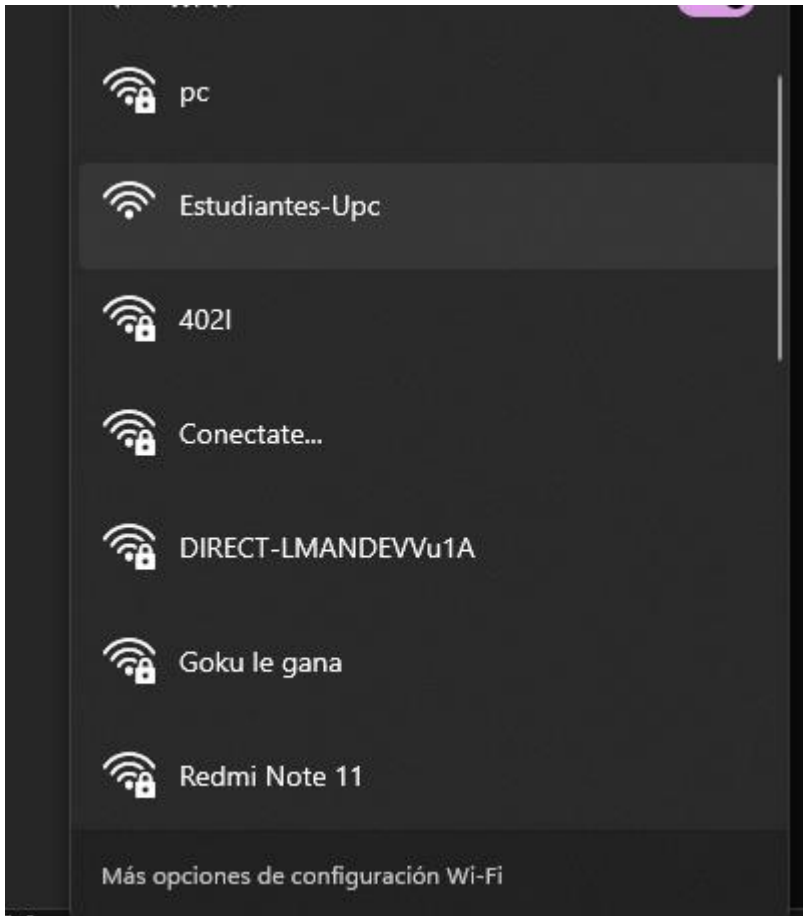 pc
Estudiantes-Upc
402I
Conectate...
DIRECT-LMANDEVVu1A
Goku le gana
Redmi Note 11
Más opciones de configuración Wi-Fi